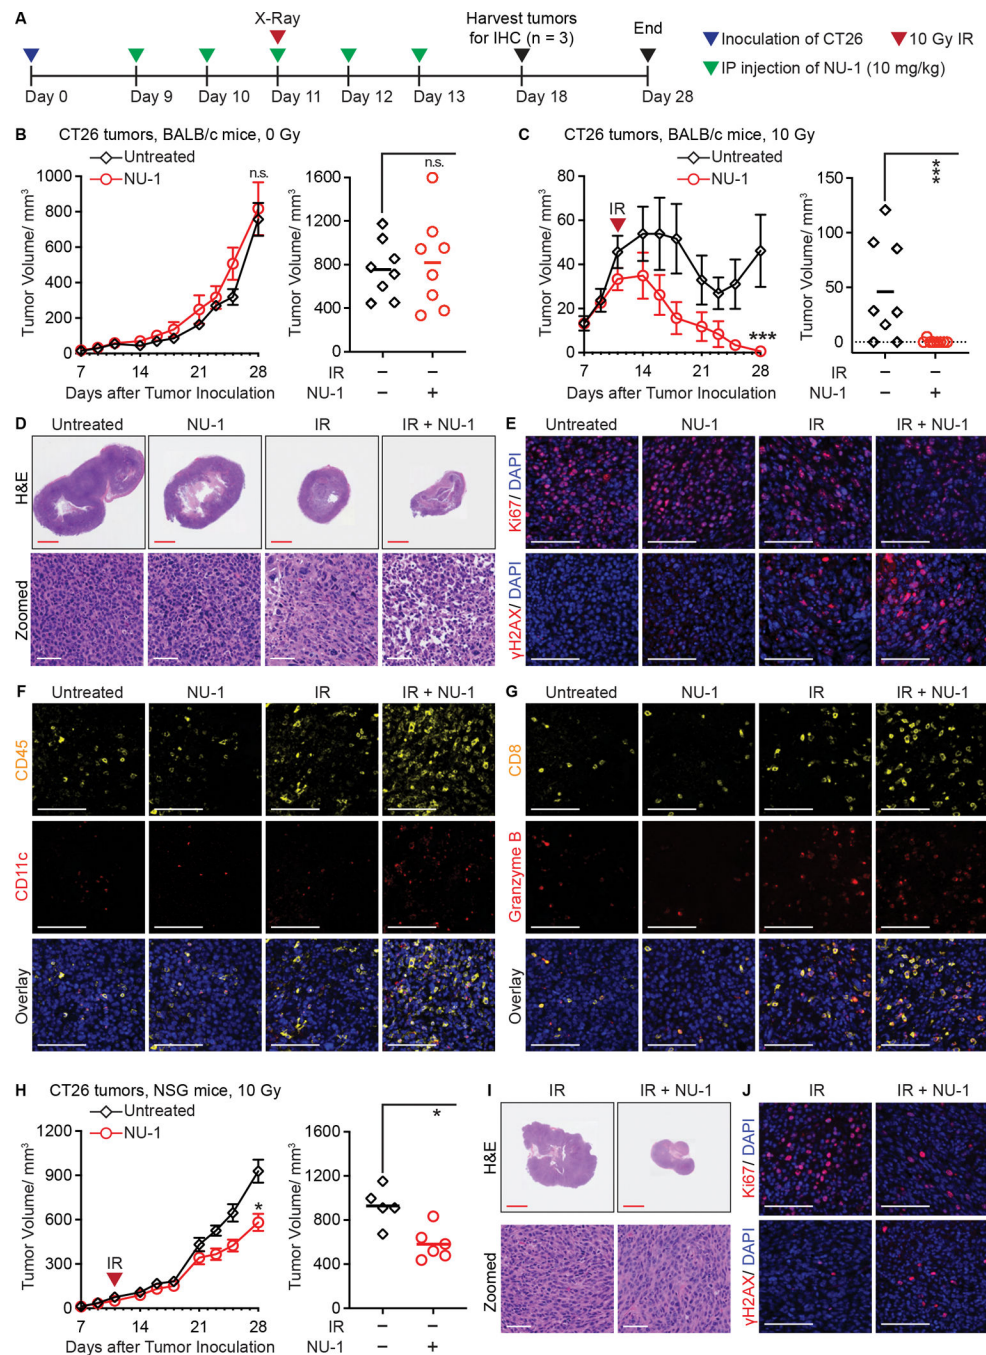 A
X-Ray
Harvest tumors
for IHC (n = 3)
End
Inoculation of CT26
10 Gy IR
IP injection of NU-1 (10 mg/kg)
Day 0
Day 9
Day 10
Day 11
Day 12
Day 13
Day 18
Day 28
B CT26 tumors, BALB/c mice, 0 Gy
Untreated
NU-1
n.s.
Tumor Volume/ mm³
1000
800
600
400
200
0
7 14 21 28
Days after Tumor Inoculation
n.s.
Tumor Volume/ mm³
1600
1200
800
400
0
IR − −
NU-1 − +
C CT26 tumors, BALB/c mice, 10 Gy
Untreated
NU-1
IR
***
Tumor Volume/ mm³
80
60
40
20
0
7 14 21 28
Days after Tumor Inoculation
***
Tumor Volume/ mm³
150
100
50
0
IR − −
NU-1 − +
D Untreated NU-1 IR IR + NU-1
H&E
Zoomed
E Untreated NU-1 IR IR + NU-1
Ki67/ DAPI
γH2AX/ DAPI
F Untreated NU-1 IR IR + NU-1
CD45
CD11c
Overlay
G Untreated NU-1 IR IR + NU-1
CD8
Granzyme B
Overlay
H CT26 tumors, NSG mice, 10 Gy
Untreated
NU-1
IR
*
Tumor Volume/ mm³
1200
900
600
300
0
7 14 21 28
Days after Tumor Inoculation
*
Tumor Volume/ mm³
1600
1200
800
400
0
IR − −
NU-1 − +
I IR IR + NU-1
H&E
Zoomed
J IR IR + NU-1
Ki67/ DAPI
γH2AX/ DAPI